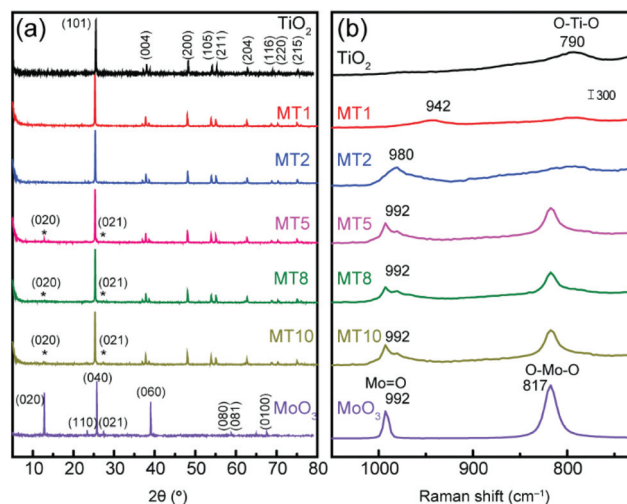 (a)
(101)
TiO2
(004)
(200)
(105)
(211)
(204)
(116)
(220)
(215)
MT1
MT2
(020)
*
(021)
*
MT5
(020)
*
(021)
*
MT8
(020)
*
(021)
*
MT10
(020)
(110)
(040)
(021)
(060)
(080)
(081)
(0100)
MoO3
10 20 30 40 50 60 70 80
2θ (°)
(b)
O-Ti-O
790
TiO2
300
MT1
942
MT2
980
MT5
992
MT8
992
MT10
992
Mo=O
992
O-Mo-O
817
MoO3
1000 900 800
Raman shift (cm⁻¹)